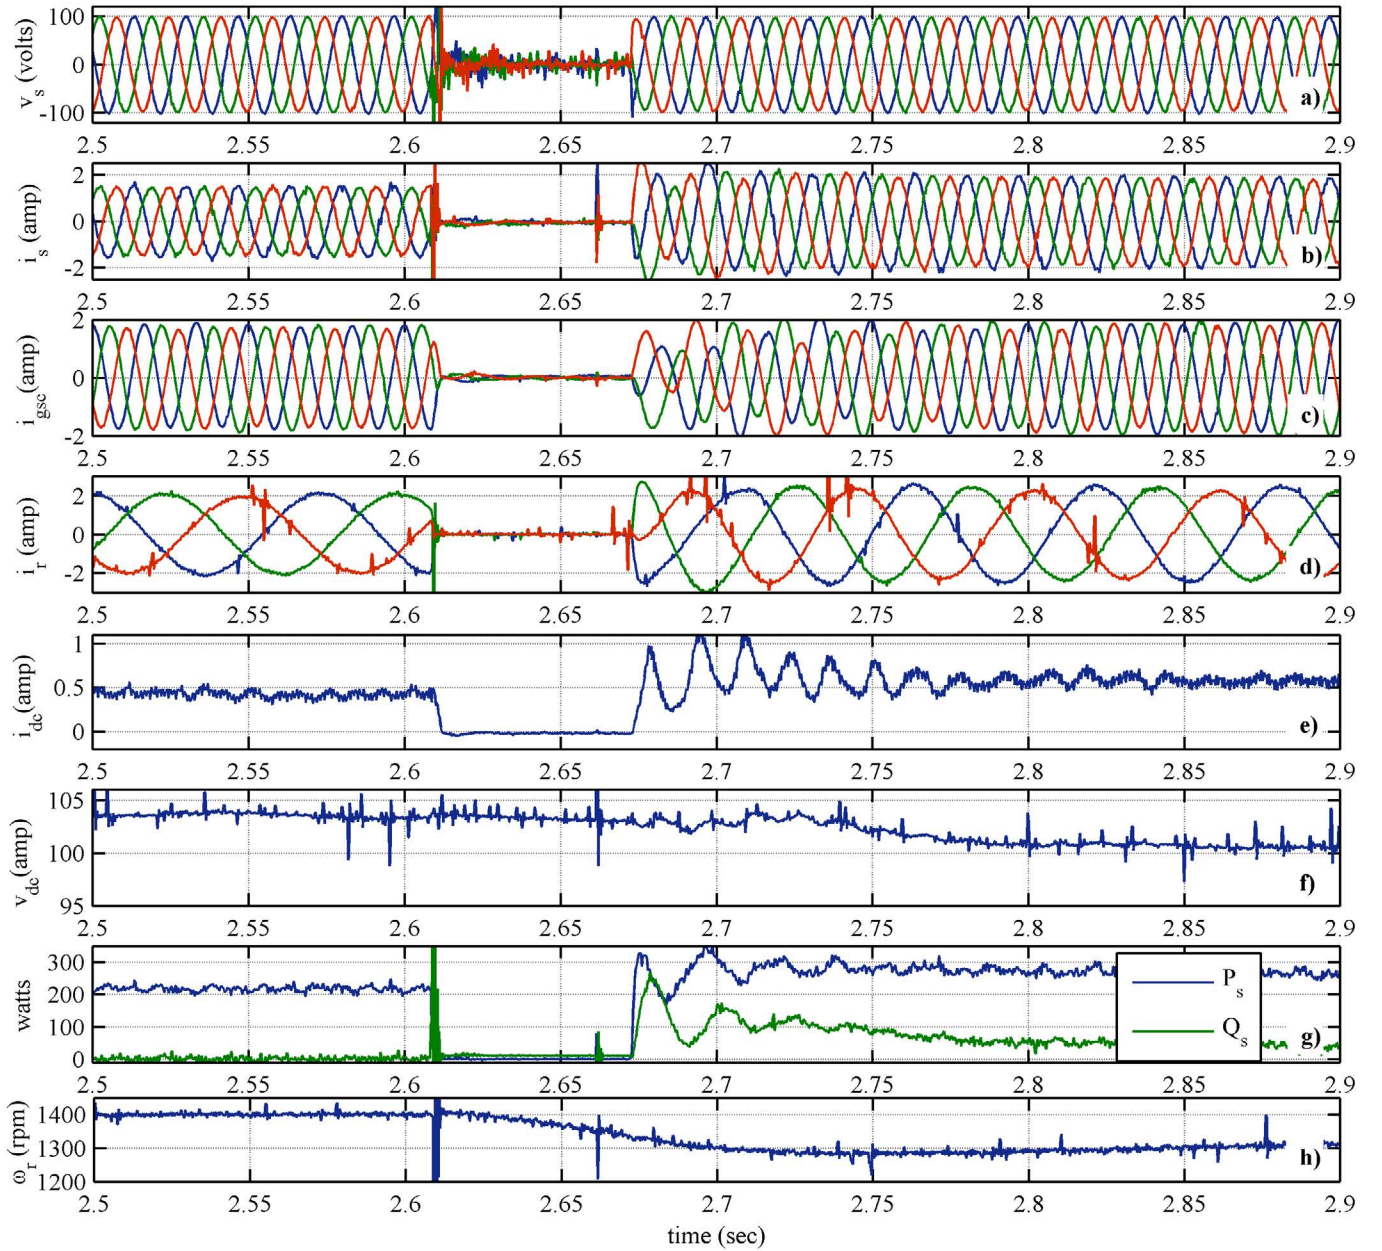 100
0
-100
v_s (volts)
a)
2.5 2.55 2.6 2.65 2.7 2.75 2.8 2.85 2.9
2
0
-2
i_s (amp)
b)
2.5 2.55 2.6 2.65 2.7 2.75 2.8 2.85 2.9
2
0
-2
i_gsc (amp)
c)
2.5 2.55 2.6 2.65 2.7 2.75 2.8 2.85 2.9
2
0
-2
i_r (amp)
d)
2.5 2.55 2.6 2.65 2.7 2.75 2.8 2.85 2.9
1
0.5
0
i_dc(amp)
e)
2.5 2.55 2.6 2.65 2.7 2.75 2.8 2.85 2.9
105
100
95
v_dc(amp)
f)
2.5 2.55 2.6 2.65 2.7 2.75 2.8 2.85 2.9
300
200
100
0
watts
P_s
Q_s
g)
2.5 2.55 2.6 2.65 2.7 2.75 2.8 2.85 2.9
1400
1300
1200
ω_r (rpm)
h)
2.5 2.55 2.6 2.65 2.7 2.75 2.8 2.85 2.9
time (sec)